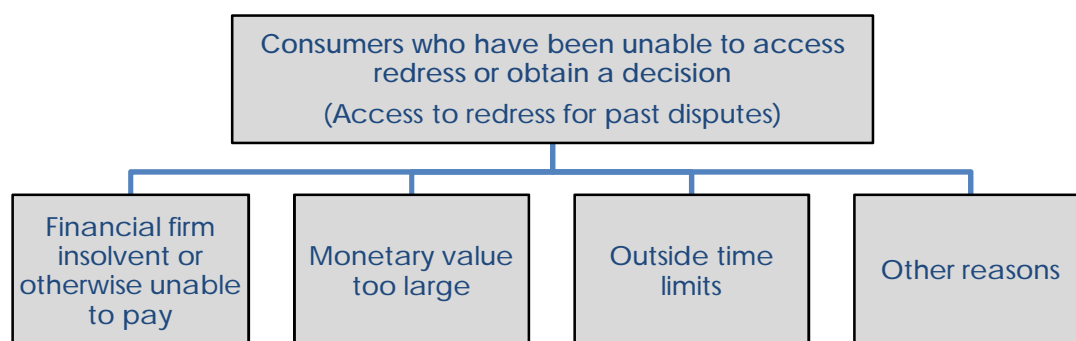 Consumers who have been unable to access
redress or obtain a decision
(Access to redress for past disputes)
Financial firm
insolvent or
otherwise unable
to pay
Monetary value
too large
Outside time
limits
Other reasons